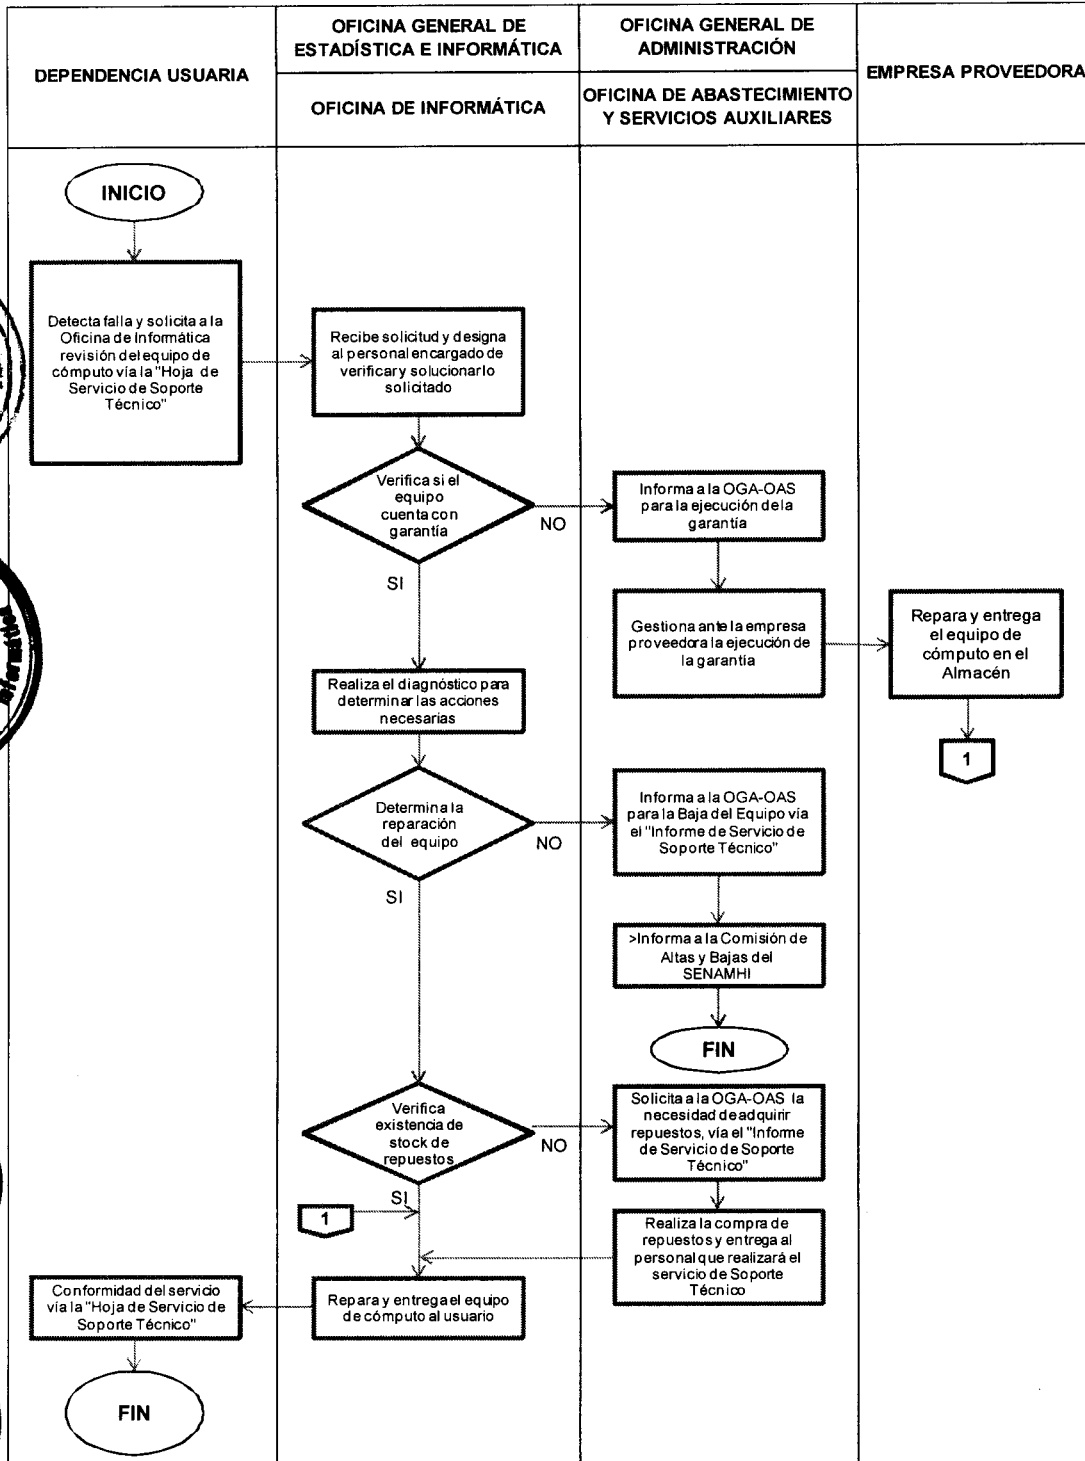 DEPENDENCIA USUARIA
OFICINA GENERAL DE
ESTADÍSTICA E INFORMÁTICA
OFICINA DE INFORMÁTICA
OFICINA GENERAL DE
ADMINISTRACIÓN
OFICINA DE ABASTECIMIENTO
Y SERVICIOS AUXILIARES
EMPRESA PROVEEDORA
INICIO
Detecta falla y solicita a la
Oficina de Informática
revisión del equipo de
cómputo vía la "Hoja de
Servicio de Soporte
Técnico"
Recibe solicitud y designa
al personal encargado de
verificar y solucionar lo
solicitado
Verifica si el
equipo
cuenta con
garantía
NO
SI
Informa a la OGA-OAS
para la ejecución de la
garantía
Gestiona ante la empresa
proveedora la ejecución de
la garantía
Repara y entrega
el equipo de
cómputo en el
Almacén
1
Realiza el diagnóstico para
determinar las acciones
necesarias
Determina la
reparación
del equipo
NO
SI
Informa a la OGA-OAS
para la Baja del Equipo vía
el "Informe de Servicio de
Soporte Técnico"
>Informa a la Comisión de
Altas y Bajas del
SENAMHI
FIN
Verifica
existencia de
stock de
repuestos
NO
SI
Solicita a la OGA-OAS la
necesidad de adquirir
repuestos, vía el "Informe
de Servicio de Soporte
Técnico"
1
Realiza la compra de
repuestos y entrega al
personal que realizará el
servicio de Soporte
Técnico
Repara y entrega el equipo
de cómputo al usuario
Conformidad del servicio
vía la "Hoja de Servicio de
Soporte Técnico"
FIN
Informática